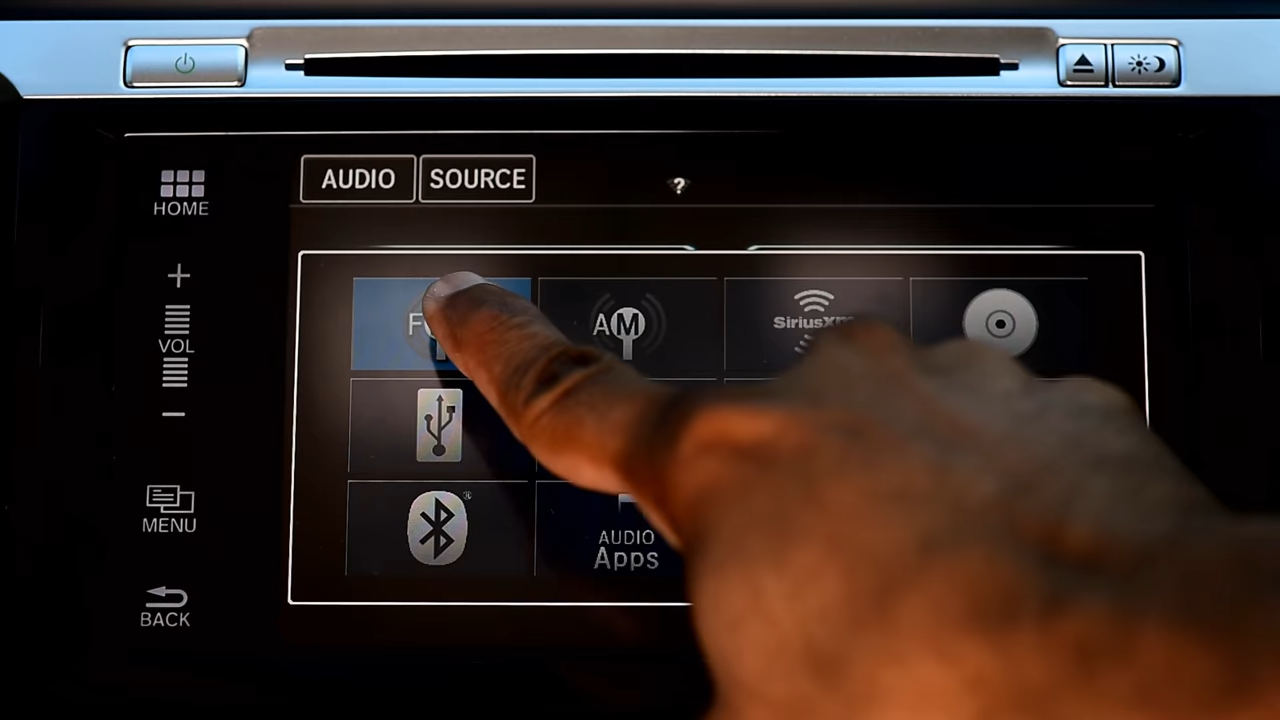 AUDIO SOURCE ?
HOME
F
AM
+
VOL
−
®
MENU
AUDIO
Apps
BACK